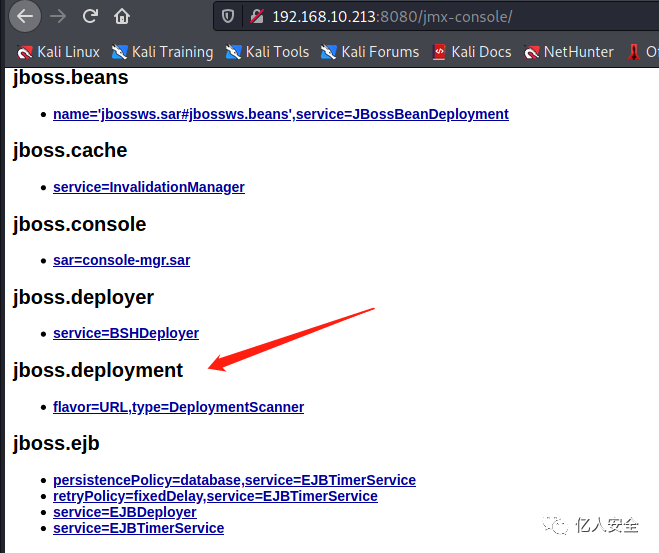 192.168.10.213:8080/jmx-console/
Kali Linux Kali Training Kali Tools Kali Forums Kali Docs NetHunter O
jboss.beans
name='jbossws.sar#jbossws.beans',service=JBossBeanDeployment
jboss.cache
service=InvalidationManager
jboss.console
sar=console-mgr.sar
jboss.deployer
service=BSHDeployer
jboss.deployment
flavor=URL,type=DeploymentScanner
jboss.ejb
persistencePolicy=database,service=EJBTimerService
retryPolicy=fixedDelay,service=EJBTimerService
service=EJBDeployer
service=EJBTimerService
亿人安全